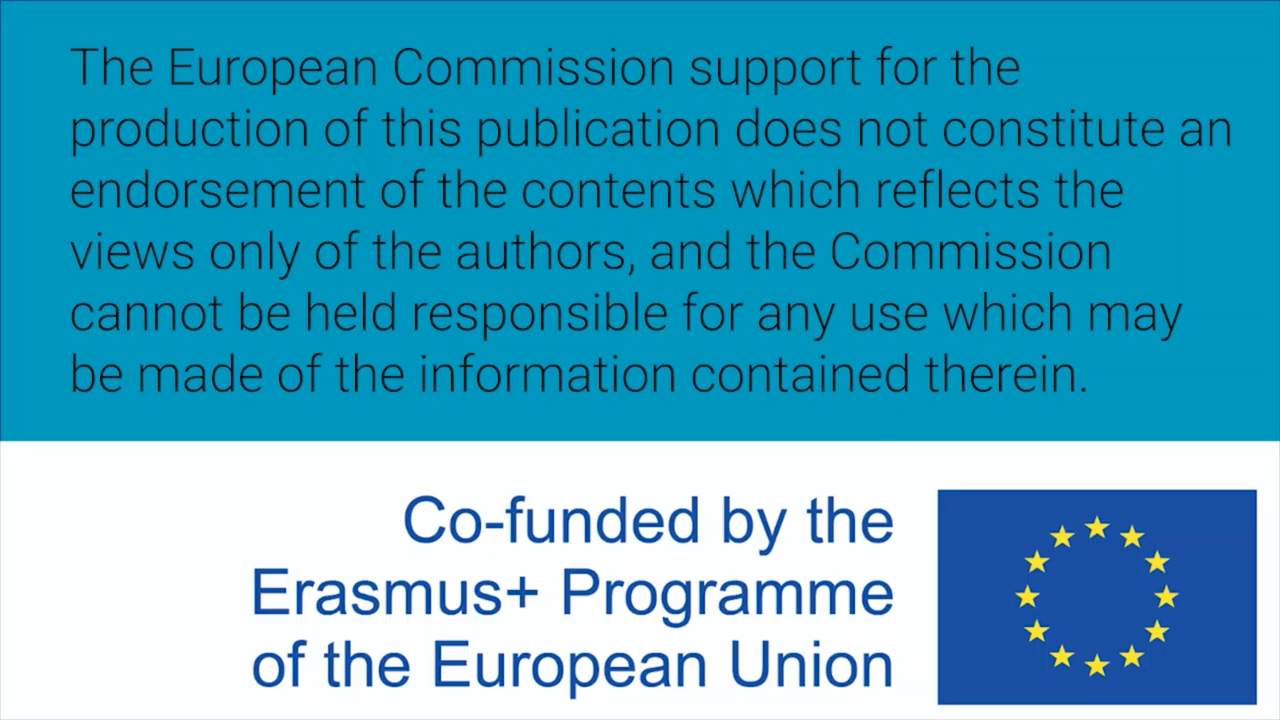 The European Commission support for the
production of this publication does not constitute an
endorsement of the contents which reflects the
views only of the authors, and the Commission
cannot be held responsible for any use which may
be made of the information contained therein.
Co-funded by the
Erasmus+ Programme
of the European Union